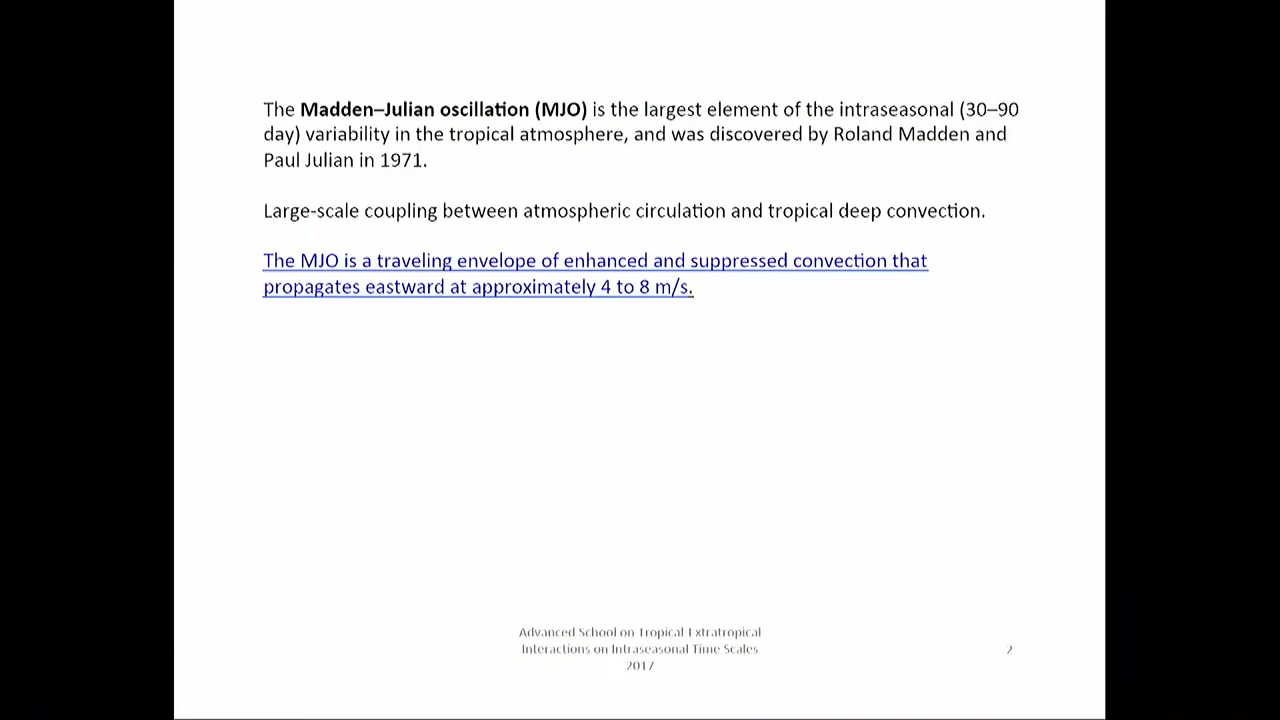 The Madden–Julian oscillation (MJO) is the largest element of the intraseasonal (30–90
day) variability in the tropical atmosphere, and was discovered by Roland Madden and
Paul Julian in 1971.
Large-scale coupling between atmospheric circulation and tropical deep convection.
The MJO is a traveling envelope of enhanced and suppressed convection that
propagates eastward at approximately 4 to 8 m/s.
Advanced School on Tropical Extratropical
Interactions on Intraseasonal Time Scales
2017
2